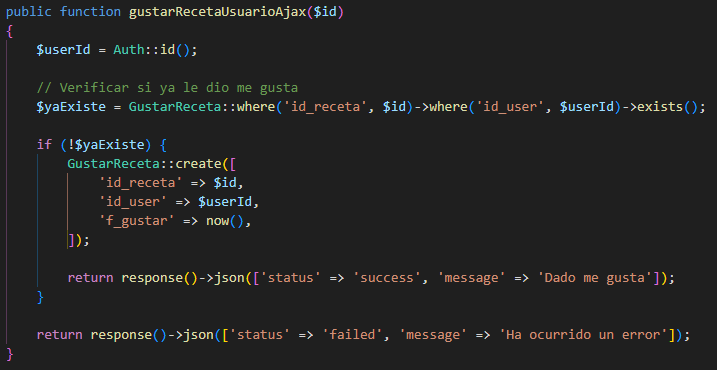 public function gustarRecetaUsuarioAjax($id)
{
    $userId = Auth::id();

    // Verificar si ya le dio me gusta
    $yaExiste = GustarReceta::where('id_receta', $id)->where('id_user', $userId)->exists();

    if (!$yaExiste) {
        GustarReceta::create([
            'id_receta' => $id,
            'id_user' => $userId,
            'f_gustar' => now(),
        ]);

        return response()->json(['status' => 'success', 'message' => 'Dado me gusta']);
    }

    return response()->json(['status' => 'failed', 'message' => 'Ha ocurrido un error']);
}